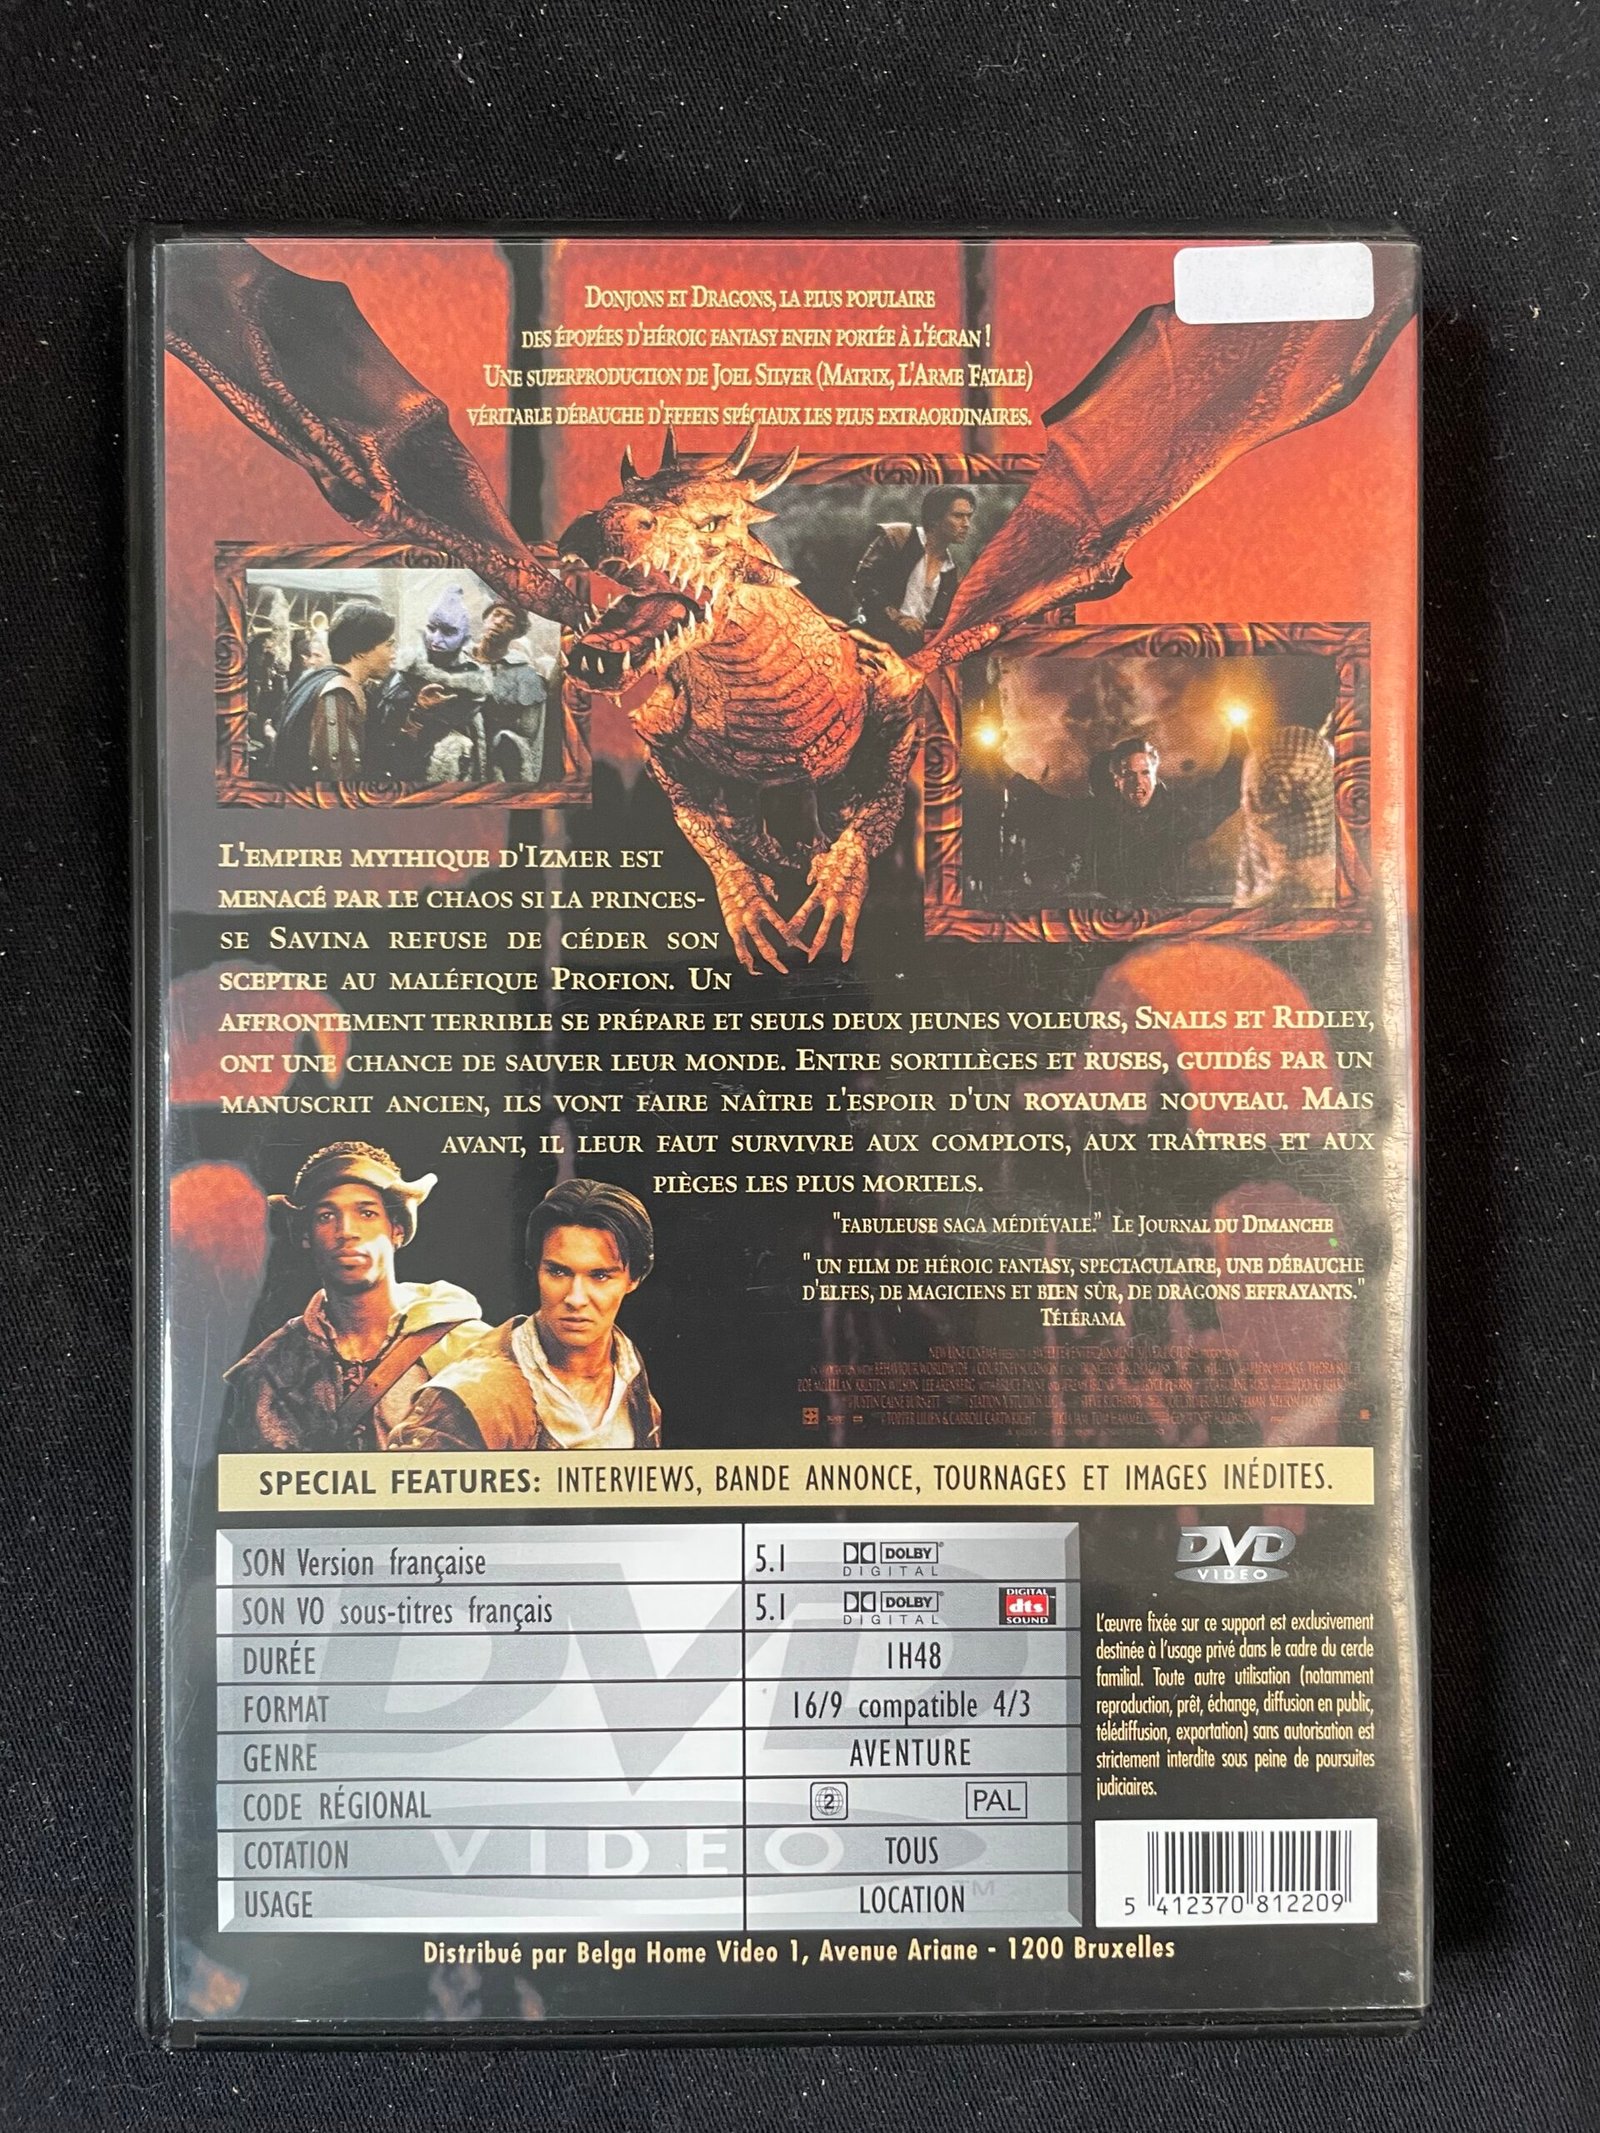 Donjons et Dragons, la plus populaire
des épopées d'héroic fantasy enfin portée à l'écran !
Une superproduction de Joel Silver (Matrix, L'Arme Fatale)
véritable débauche d'effets spéciaux les plus extraordinaires.
L'empire mythique d'Izmer est
menacé par le chaos si la princes-
se Savina refuse de céder son
sceptre au maléfique Profion. Un
affrontement terrible se prépare et seuls deux jeunes voleurs, Snails et Ridley,
ont une chance de sauver leur monde. Entre sortilèges et ruses, guidés par un
manuscrit ancien, ils vont faire naître l'espoir d'un royaume nouveau. Mais
avant, il leur faut survivre aux complots, aux traîtres et aux
pièges les plus mortels.
"fabuleuse saga médiévale." Le Journal du Dimanche
" un film de héroic fantasy, spectaculaire, une débauche
d'elfes, de magiciens et bien sûr, de dragons effrayants."
Télérama
SPECIAL FEATURES: INTERVIEWS, BANDE ANNONCE, TOURNAGES ET IMAGES INÉDITES.
SON Version française 5.1 DOLBY DIGITAL
SON VO sous-titres français 5.1 DOLBY DIGITAL DIGITAL dts SOUND
DURÉE 1H48
FORMAT 16/9 compatible 4/3
GENRE AVENTURE
CODE RÉGIONAL 2 PAL
COTATION TOUS
USAGE LOCATION
DVD
VIDEO
DVD
VIDEO™
L'œuvre fixée sur ce support est exclusivement
destinée à l'usage privé dans le cadre du cercle
familial. Toute autre utilisation (notamment
reproduction, prêt, échange, diffusion en public,
télédiffusion, exportation) sans autorisation est
strictement interdite sous peine de poursuites
judiciaires.
5 412370 812209
Distribué par Belga Home Video 1, Avenue Ariane - 1200 Bruxelles